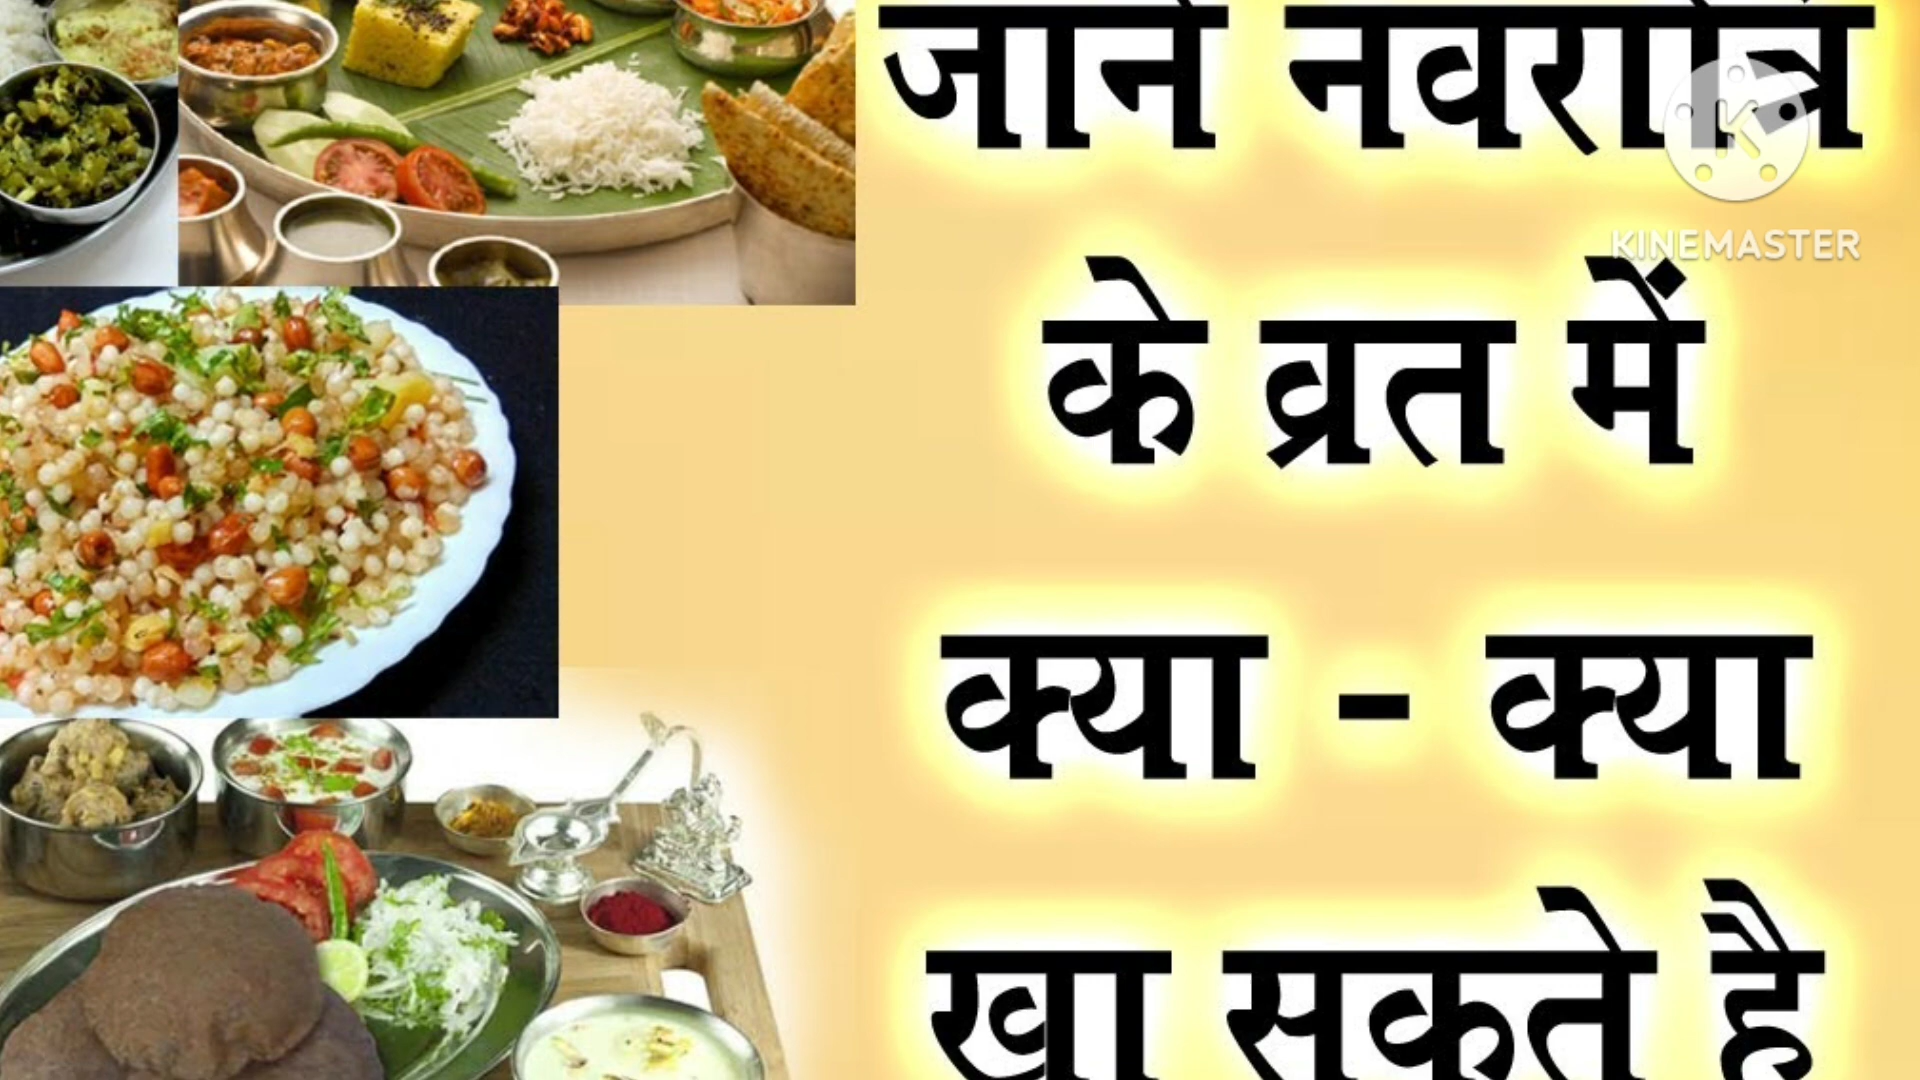 जाने नवरात्रि
KINEMASTER
के व्रत में
क्या - क्या
खा सकते है